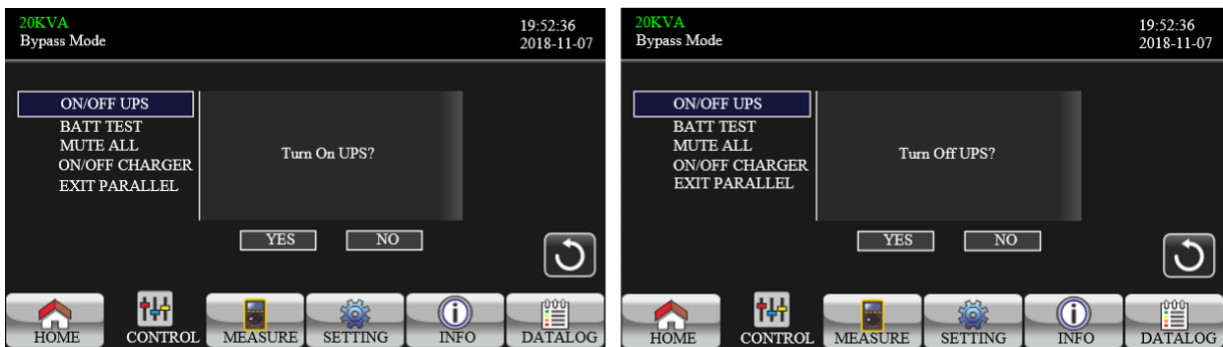 20KVA
Bypass Mode
19:52:36
2018-11-07
ON/OFF UPS
BATT TEST
MUTE ALL
ON/OFF CHARGER
EXIT PARALLEL
Turn On UPS?
YES NO
HOME CONTROL MEASURE SETTING INFO DATALOG
20KVA
Bypass Mode
19:52:36
2018-11-07
ON/OFF UPS
BATT TEST
MUTE ALL
ON/OFF CHARGER
EXIT PARALLEL
Turn Off UPS?
YES NO
HOME CONTROL MEASURE SETTING INFO DATALOG